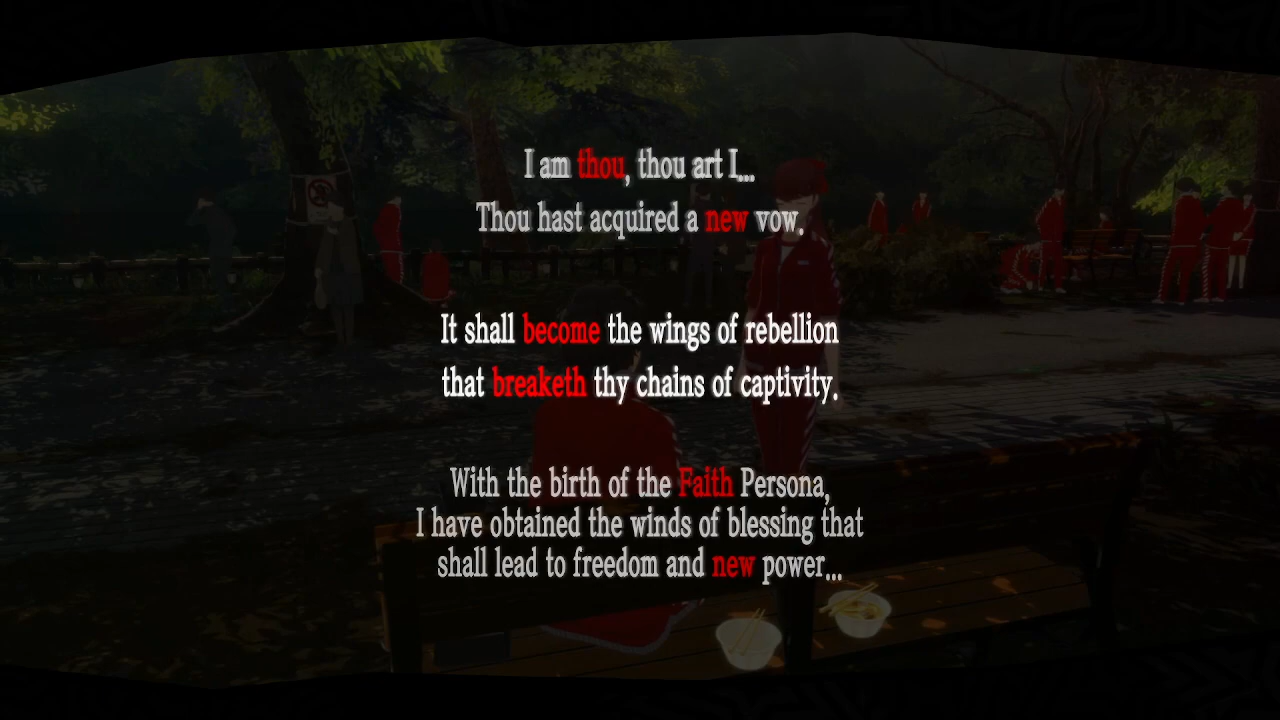 I am thou, thou art I...
Thou hast acquired a new vow.
It shall become the wings of rebellion
that breaketh thy chains of captivity.
With the birth of the Faith Persona,
I have obtained the winds of blessing that
shall lead to freedom and new power...